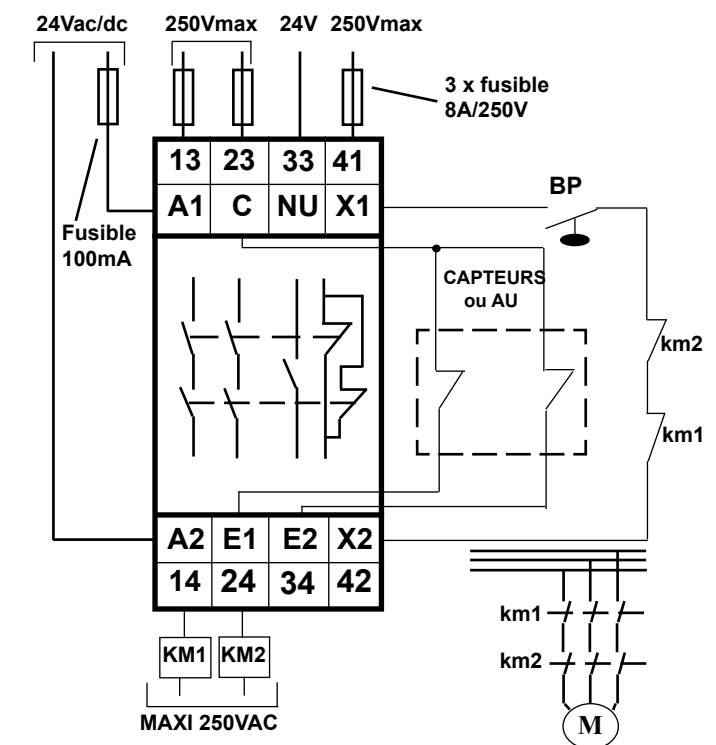 24Vac/dc 250Vmax 24V 250Vmax
3 x fusible
8A/250V
13 23 33 41
A1 C NU X1
BP
Fusible
100mA
CAPTEURS
ou AU
km2
km1
A2 E1 E2 X2
14 24 34 42
km1
KM1 KM2
km2
MAXI 250VAC
M